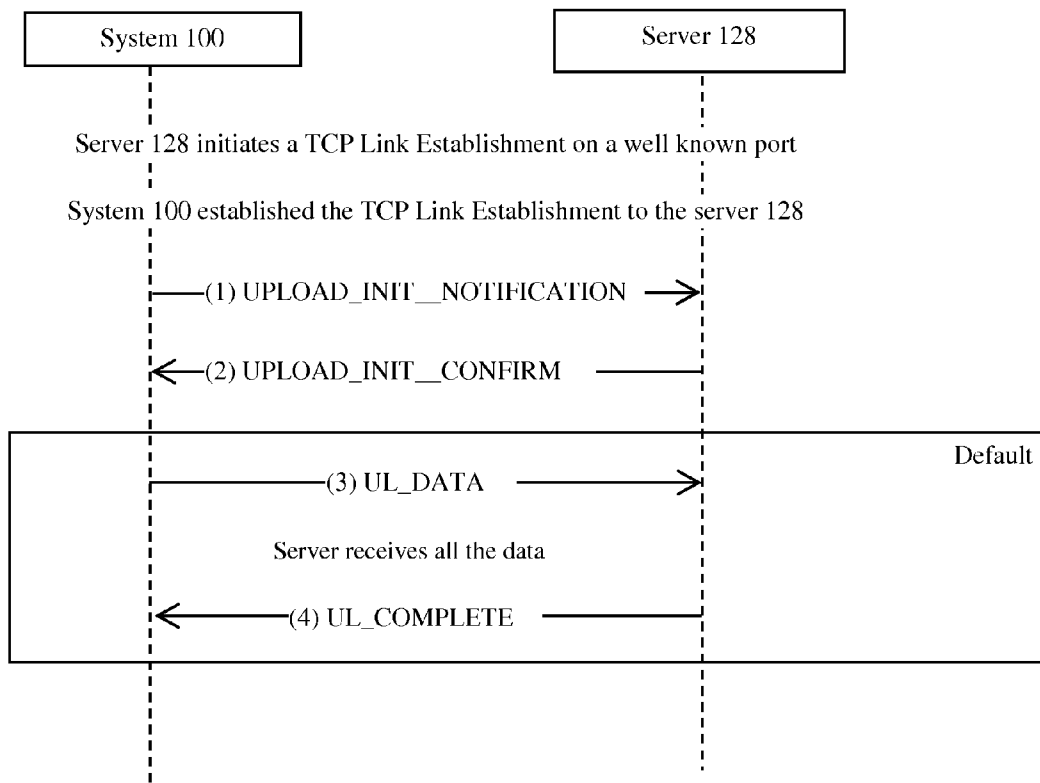 System 100
Server 128
Server 128 initiates a TCP Link Establishment on a well known port
System 100 established the TCP Link Establishment to the server 128
(1) UPLOAD_INIT__NOTIFICATION
(2) UPLOAD_INIT__CONFIRM
Default
(3) UL_DATA
Server receives all the data
(4) UL_COMPLETE